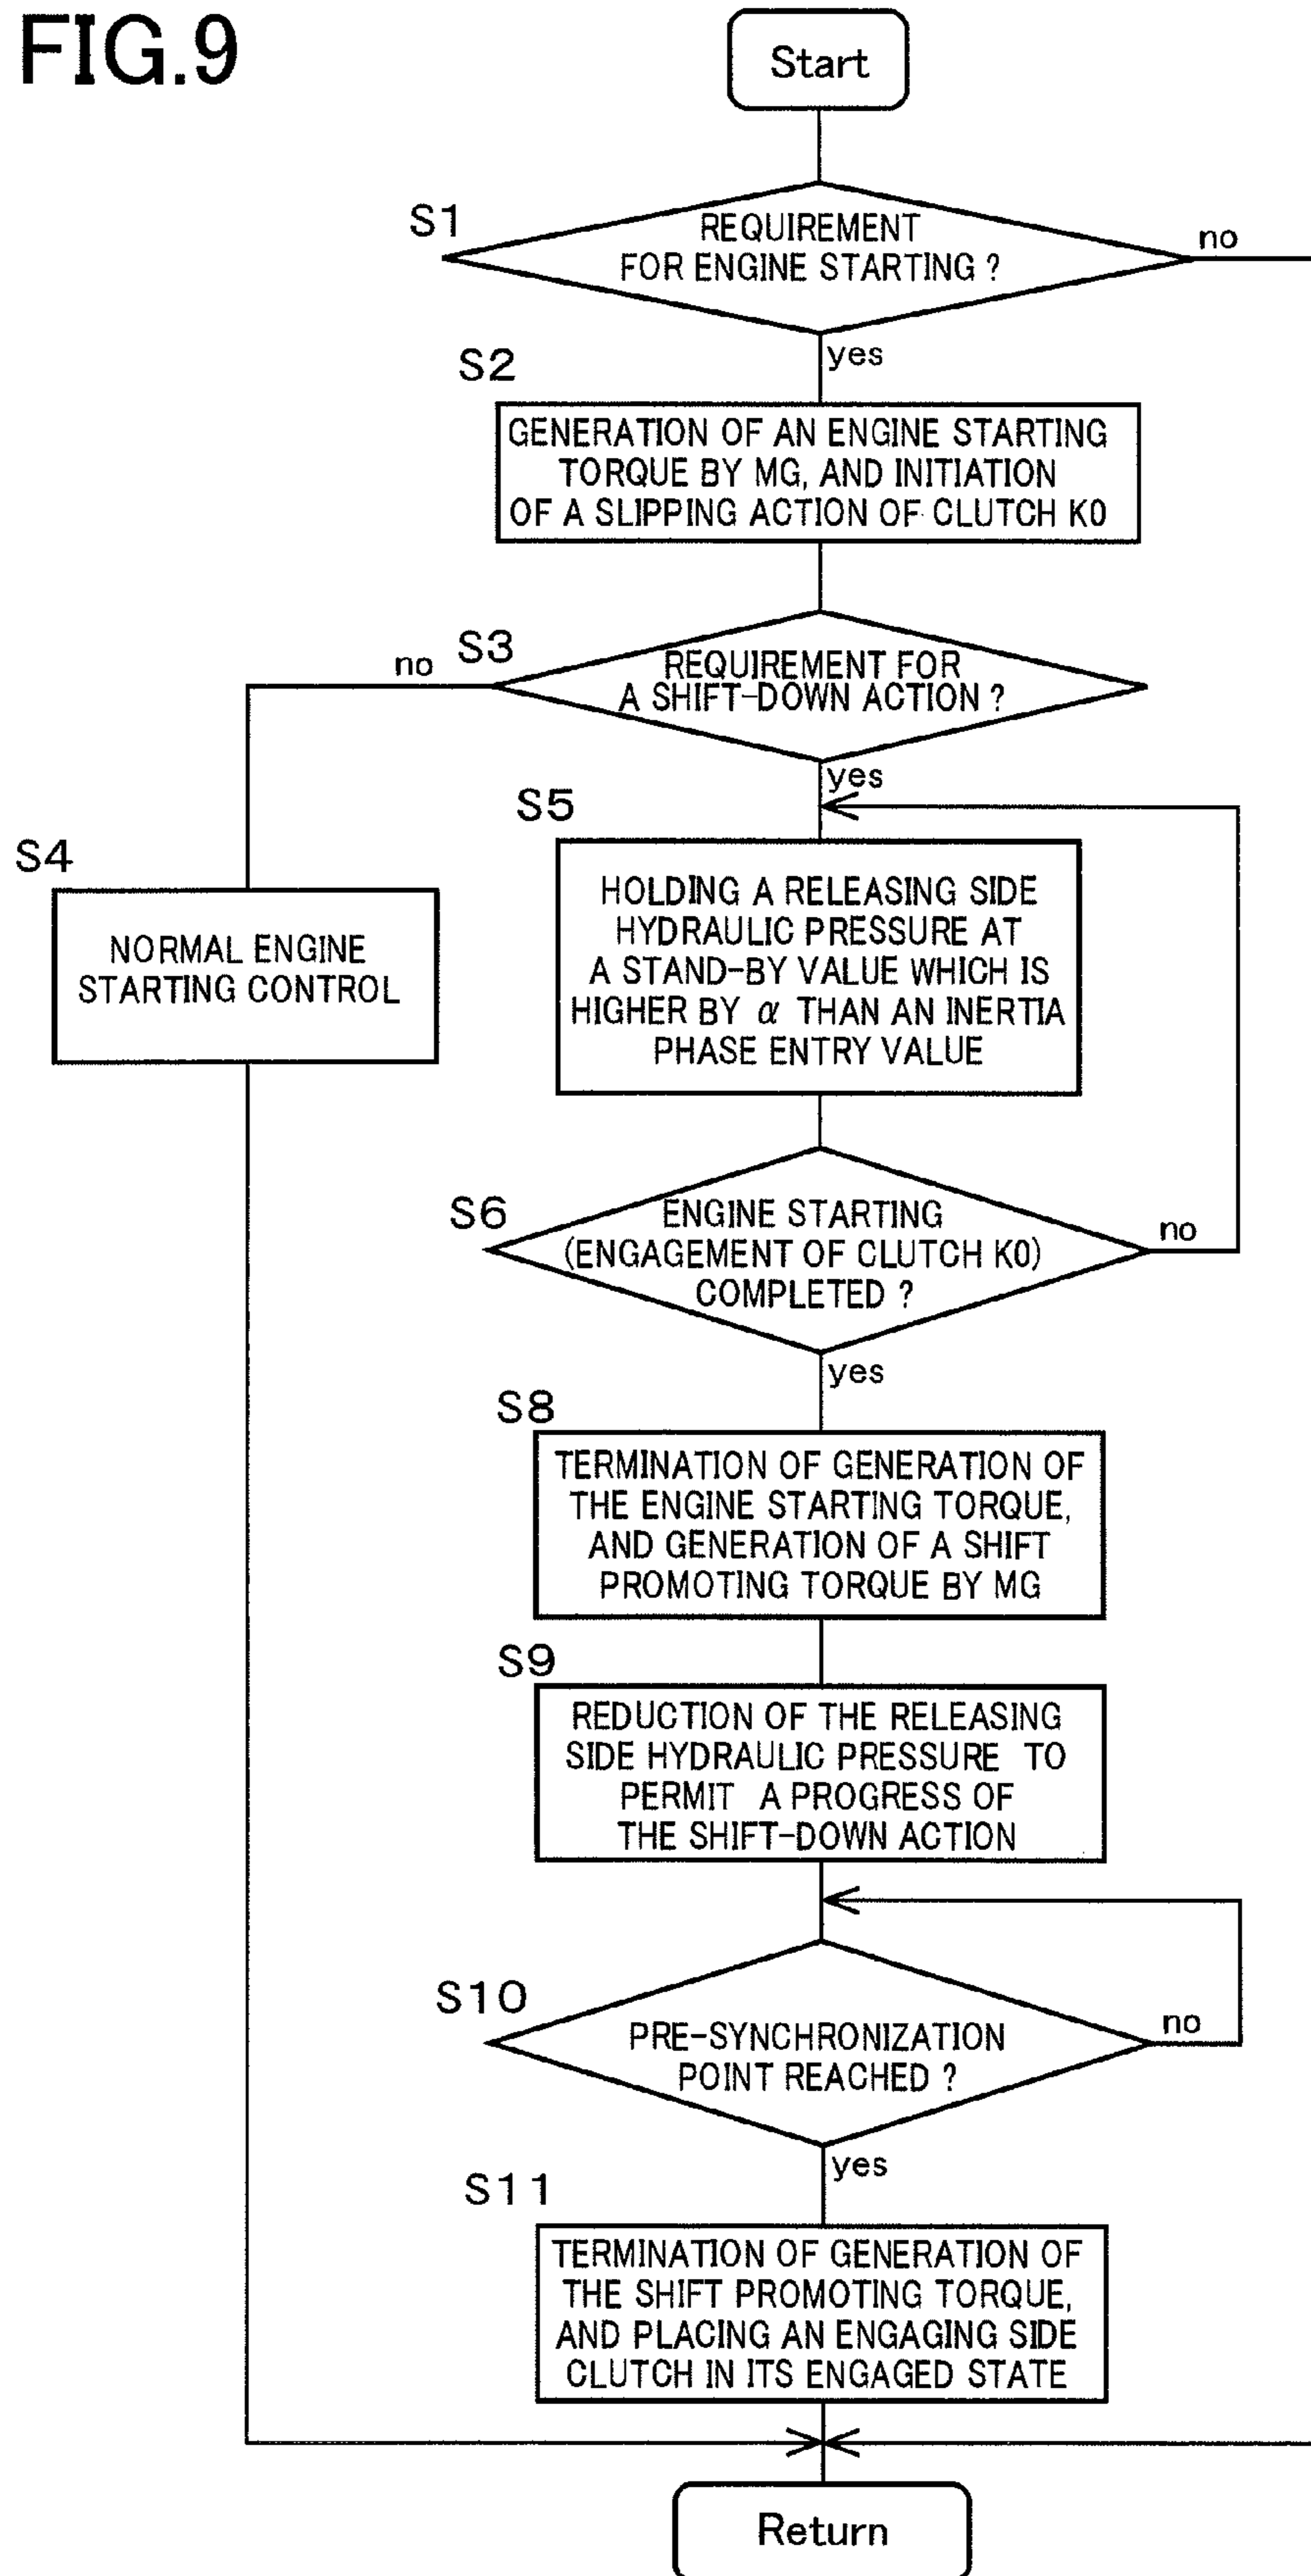 FIG.9
Start
S1
REQUIREMENT
FOR ENGINE STARTING ?
no
yes
S2
GENERATION OF AN ENGINE STARTING
TORQUE BY MG, AND INITIATION
OF A SLIPPING ACTION OF CLUTCH K0
S3
no
REQUIREMENT FOR
A SHIFT-DOWN ACTION ?
yes
S4
NORMAL ENGINE
STARTING CONTROL
S5
HOLDING A RELEASING SIDE
HYDRAULIC PRESSURE AT
A STAND-BY VALUE WHICH IS
HIGHER BY α THAN AN INERTIA
PHASE ENTRY VALUE
S6
ENGINE STARTING
(ENGAGEMENT OF CLUTCH K0)
COMPLETED ?
no
yes
S8
TERMINATION OF GENERATION OF
THE ENGINE STARTING TORQUE,
AND GENERATION OF A SHIFT
PROMOTING TORQUE BY MG
S9
REDUCTION OF THE RELEASING
SIDE HYDRAULIC PRESSURE TO
PERMIT A PROGRESS OF
THE SHIFT-DOWN ACTION
S10
PRE-SYNCHRONIZATION
POINT REACHED ?
no
yes
S11
TERMINATION OF GENERATION OF
THE SHIFT PROMOTING TORQUE,
AND PLACING AN ENGAGING SIDE
CLUTCH IN ITS ENGAGED STATE
Return